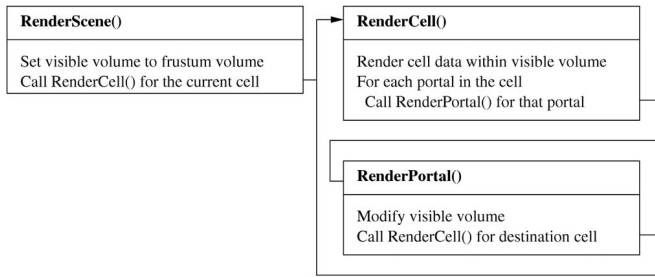 RenderScene()
Set visible volume to frustum volume
Call RenderCell() for the current cell
RenderCell()
Render cell data within visible volume
For each portal in the cell
Call RenderPortal() for that portal
RenderPortal()
Modify visible volume
Call RenderCell() for destination cell